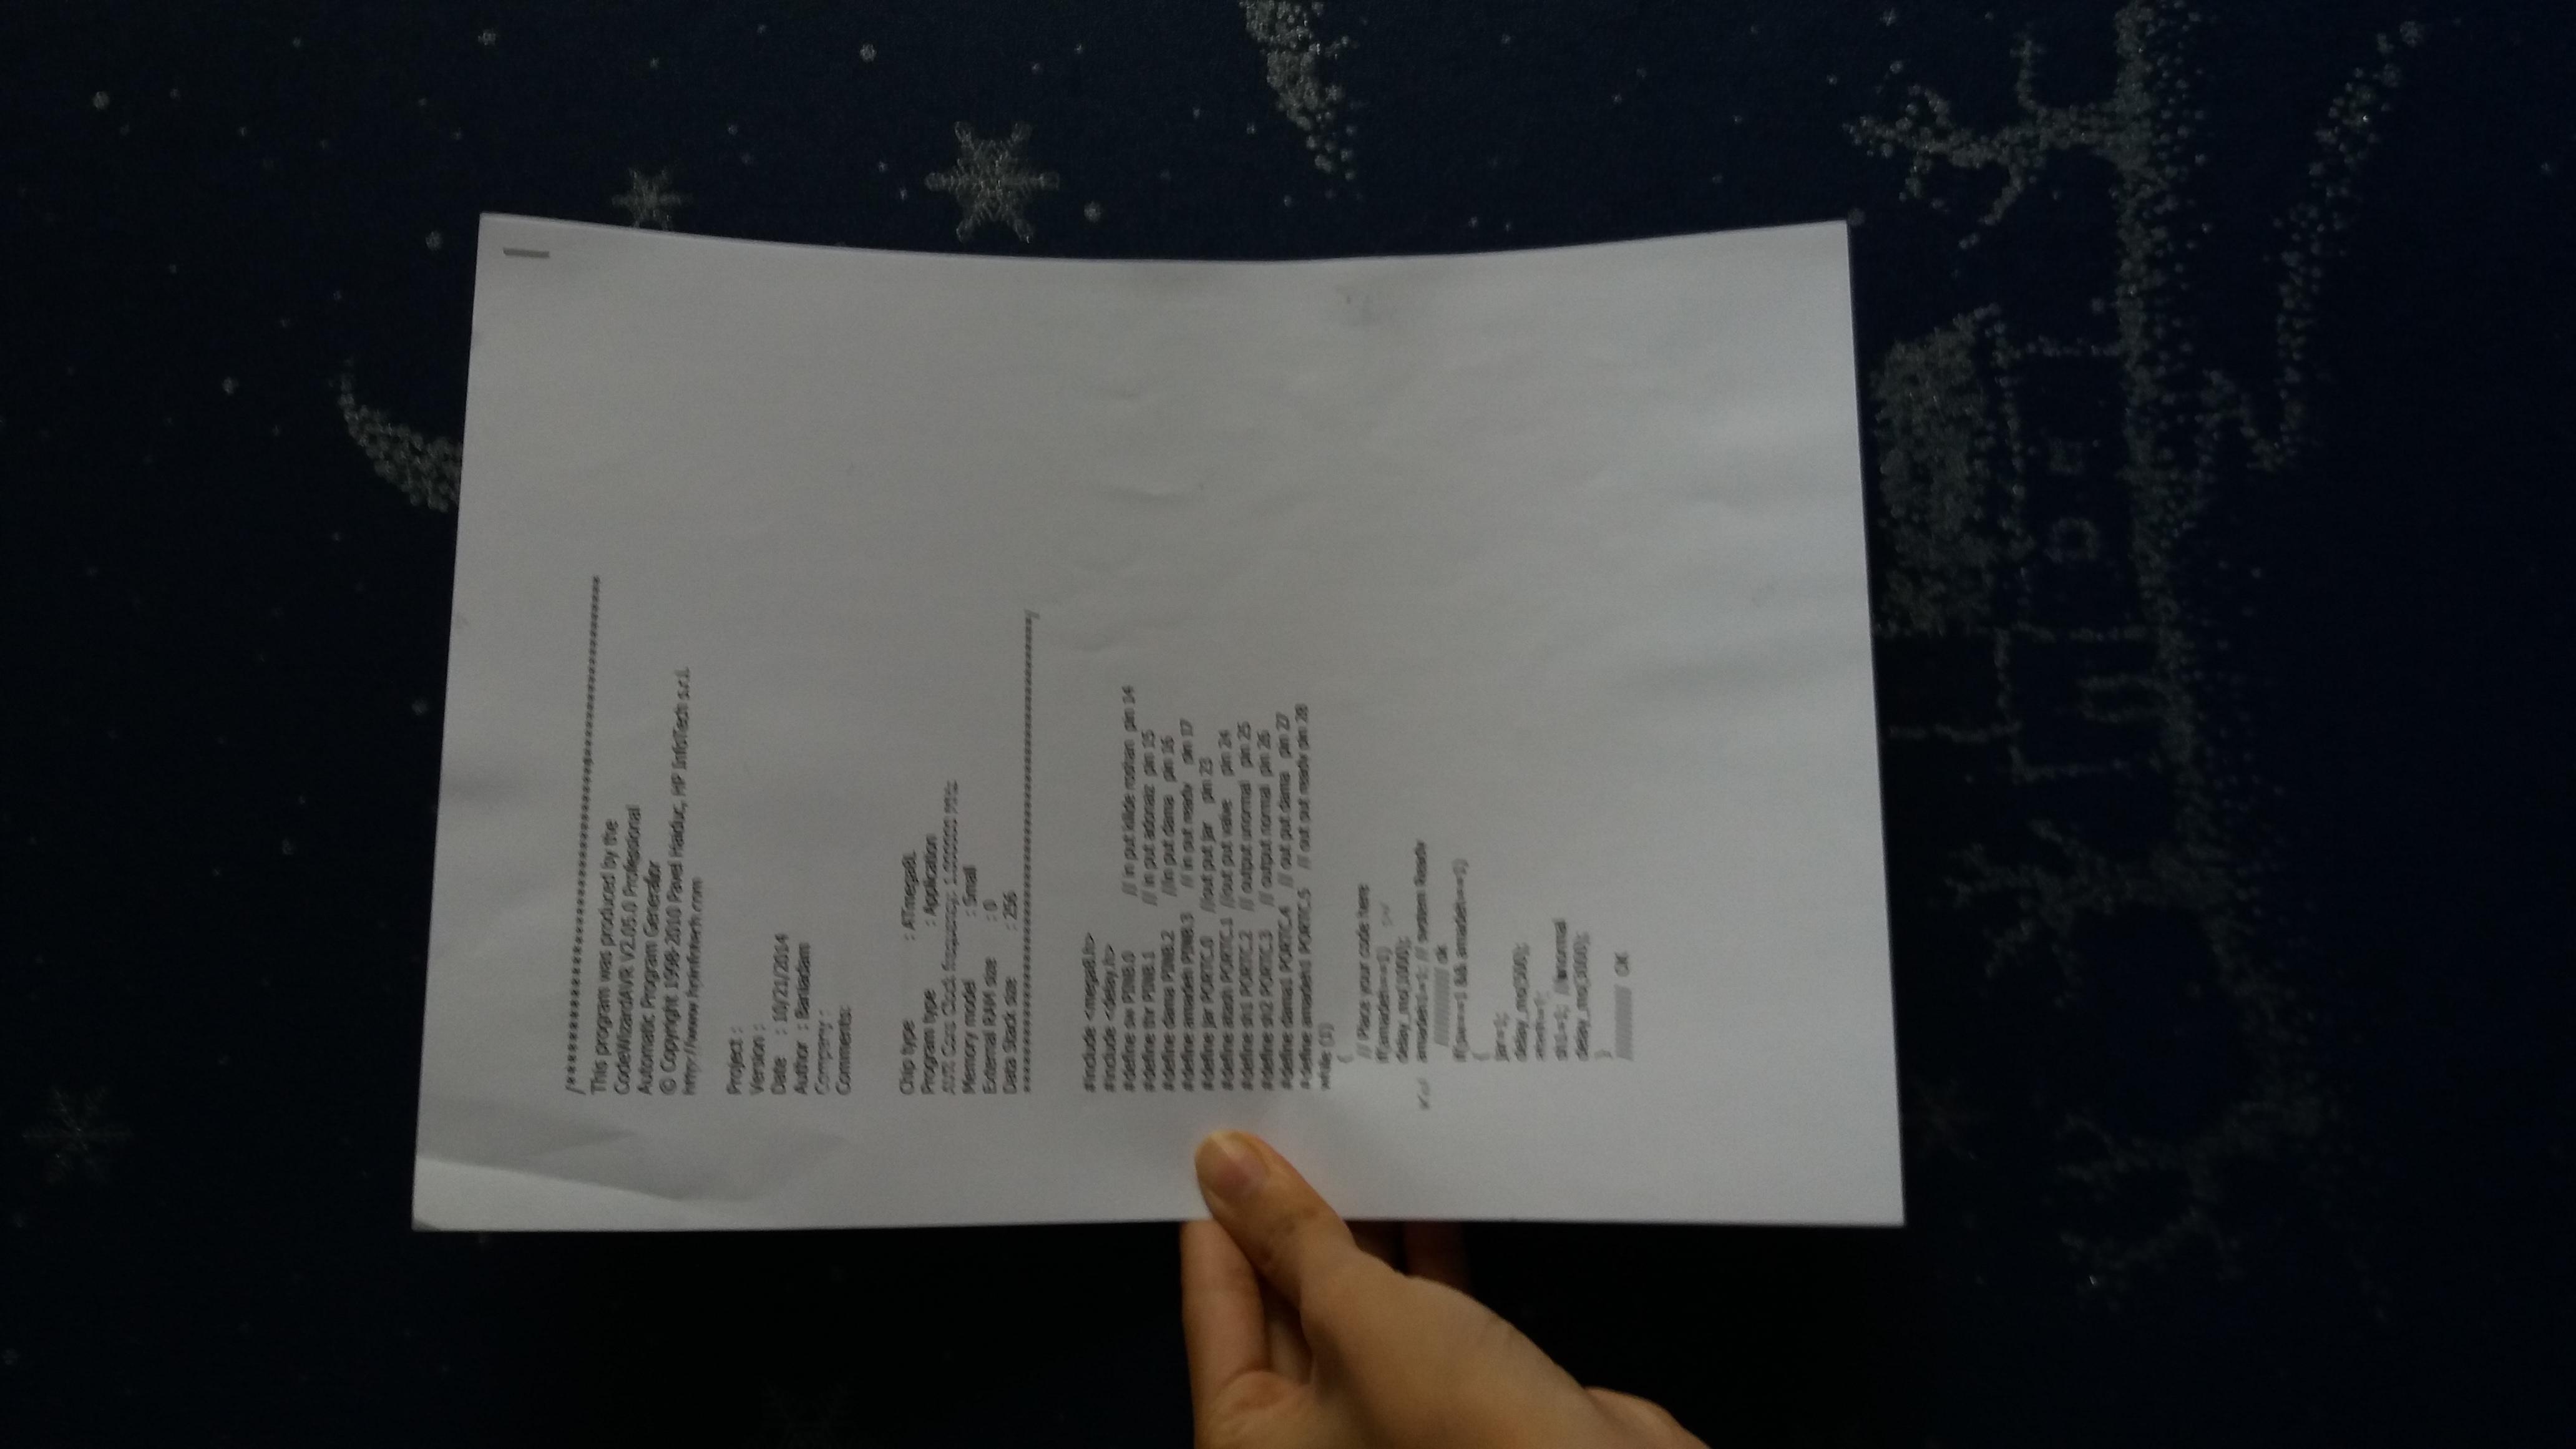 /*****************************************************
This program was produced by the
CodeWizardAVR V2.05.0 Professional
Automatic Program Generator
© Copyright 1998-2010 Pavel Haiduc, HP InfoTech s.r.l.
http://www.hpinfotech.com
Project :
Version :
Date    : 10/21/2014
Author  : Baniadam
Company :
Comments:
Chip type               : ATmega8L
Program type            : Application
AVR Core Clock frequency: 1.000000 MHz
Memory model            : Small
External RAM size       : 0
Data Stack size         : 256
*****************************************************/
#include <mega8.h>
#include <delay.h>
#define sw PINB.0 // in put kilide roshan pin 14
#define thr PINB.1 // in put adonaiz pin 15
#define dama PINB.2 //in put dama pin 16
#define amadeh PINB.3 // in out ready pin 17
#define jar PORTC.0 //out put jar pin 23
#define atash PORTC.1 //out put valve pin 24
#define sh1 PORTC.2 // output unormal pin 25
#define sh2 PORTC.3 // output normal pin 26
#define dama1 PORTC.4 // out put dama pin 27
#define amadeh1 PORTC.5 // out out ready pin 28
while (1)
{
// Place your code here
if(amadeh==1)
delay_ms(1000);
amadeh1=1; // system Ready
////////////// ok
if(sw==1 && amadeh==1)
{
jar=1;
delay_ms(500);
atash=1;
sh1=1; //unormal
delay_ms(3000);
}
///////////// OK